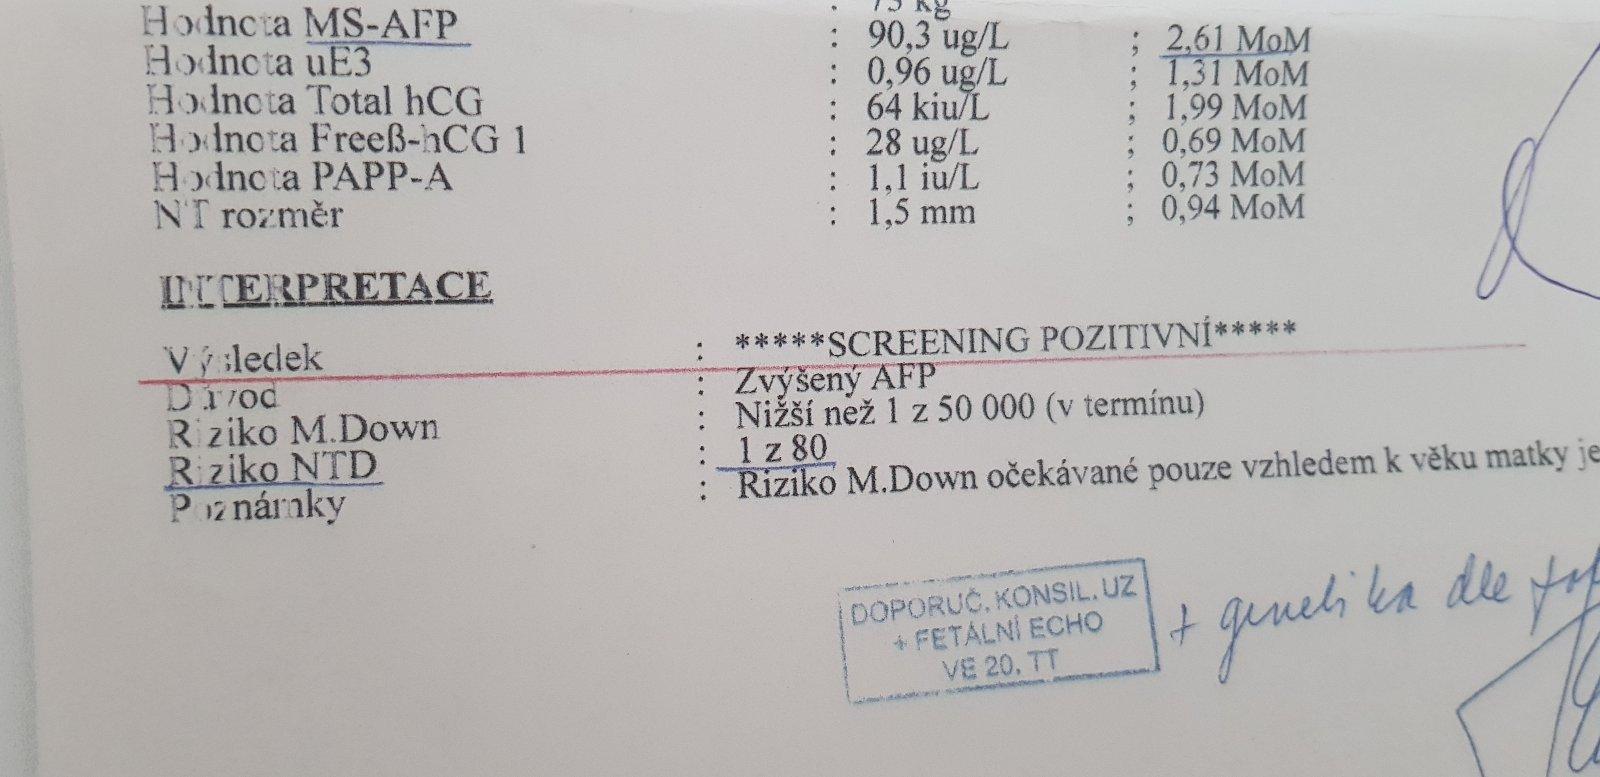 : 75 kg
Hodnota MS-AFP : 90,3 ug/L ; 2,61 MoM
Hodnota uE3 : 0,96 ug/L ; 1,31 MoM
Hodnota Total hCG : 64 kiu/L ; 1,99 MoM
Hodnota Freeß-hCG 1 : 28 ug/L ; 0,69 MoM
Hodnota PAPP-A : 1,1 iu/L ; 0,73 MoM
NT rozměr : 1,5 mm ; 0,94 MoM
INTERPRETACE
Výsledek : *****SCREENING POZITIVNÍ*****
Důvod : Zvýšený AFP
Riziko M.Down : Nižší než 1 z 50 000 (v termínu)
Riziko NTD : 1 z 80
Poznámky : Riziko M.Down očekávané pouze vzhledem k věku matky je
DOPORUČ. KONSIL. UZ
+ FETÁLNÍ ECHO
VE 20. TT
+ genetika dle